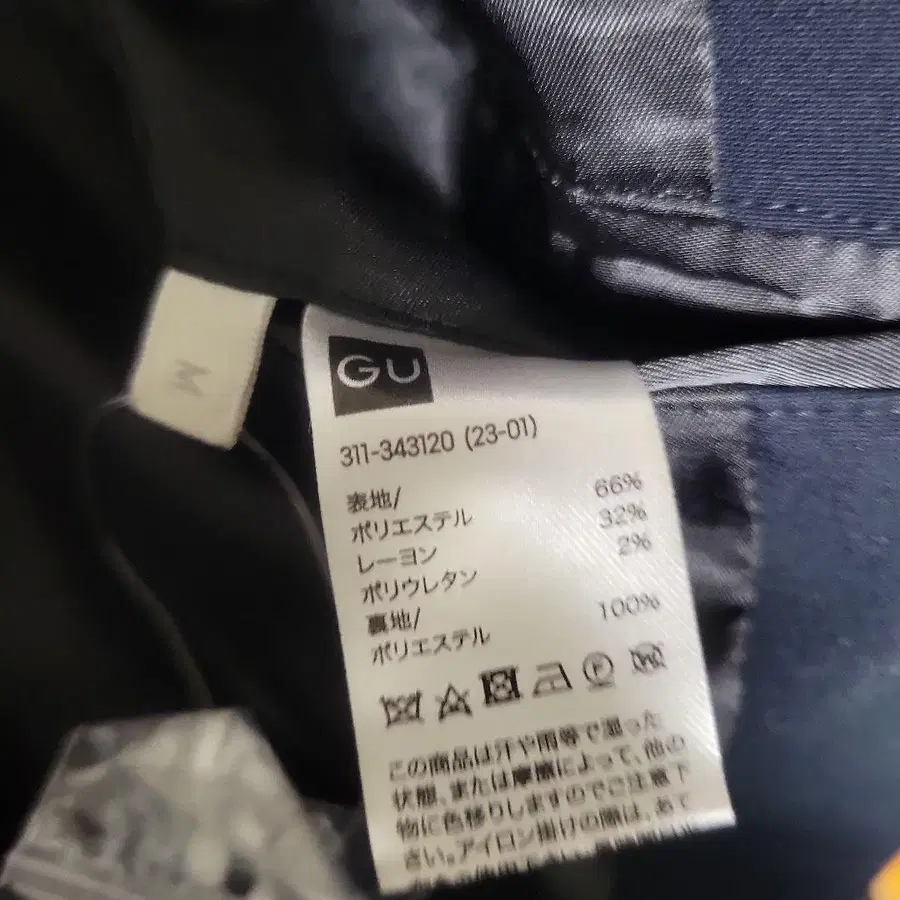 M
GU
311-343120 (23-01)
表地/
ポリエステル 66%
レーヨン 32%
ポリウレタン 2%
裏地/
ポリエステル 100%
この商品は汗や雨等で湿った
状態、または摩擦によって、他の
物に色移りしますのでご注意下
さい。アイロン掛けの際は、あて